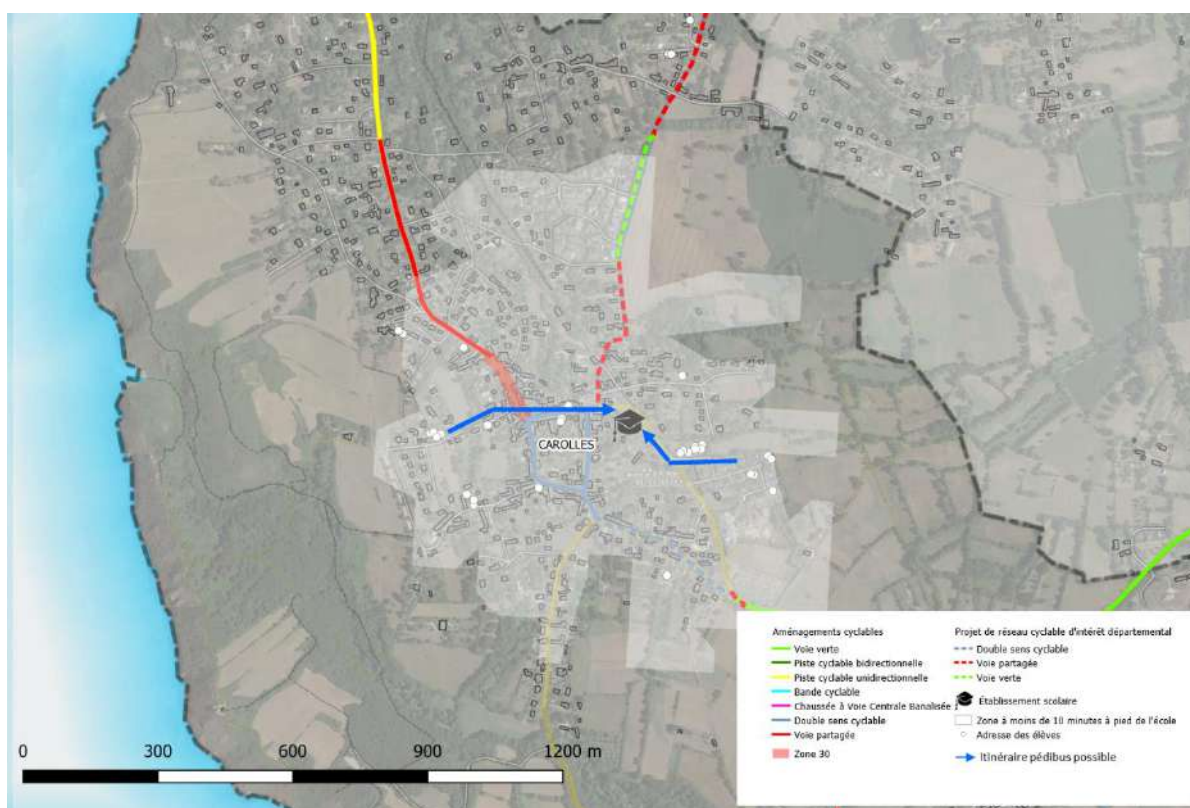 CAROLLES
Aménagements cyclables
Voie verte
Piste cyclable bidirectionnelle
Piste cyclable unidirectionnelle
Bande cyclable
Chaussée à Voie Centrale Banalisée
Double sens cyclable
Voie partagée
Zone 30
Projet de réseau cyclable d'intérêt départemental
Double sens cyclable
Voie partagée
Voie verte
Établissement scolaire
Zone à moins de 10 minutes à pied de l'école
Adresse des élèves
Itinéraire pédibus possible
0 300 600 900 1200 m